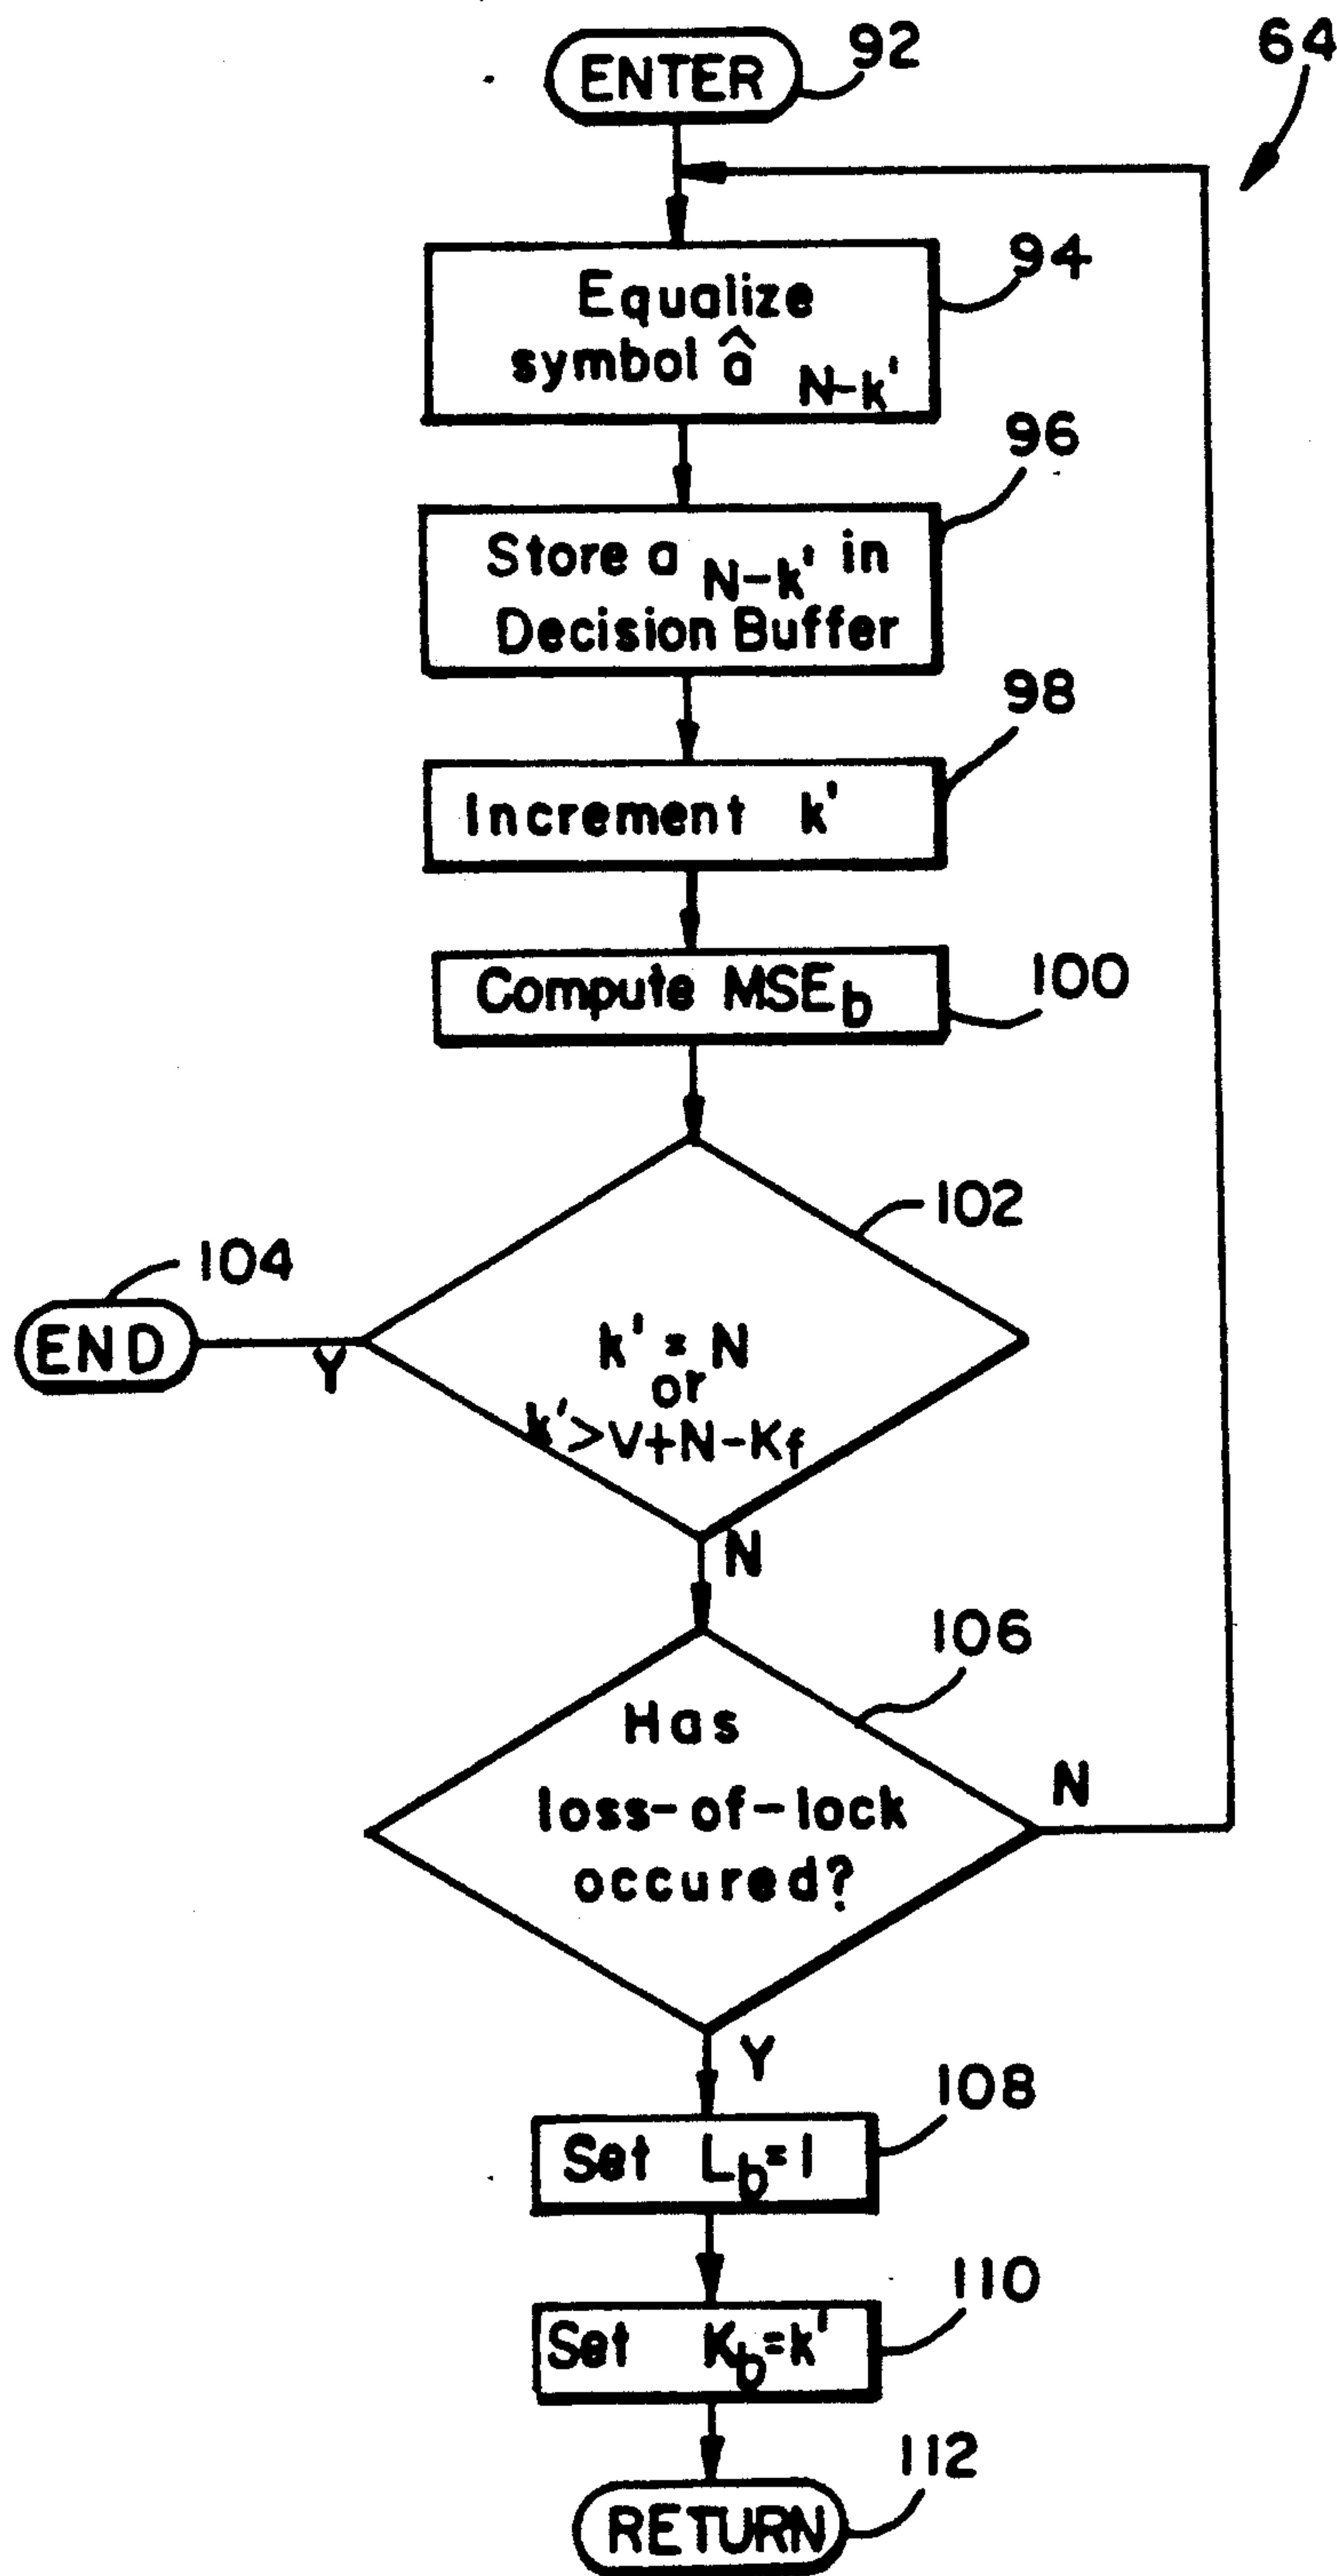 ENTER
92
64
94
Equalize
symbol â N-k'
96
Store a N-k' in
Decision Buffer
98
Increment k'
Compute MSEb
100
102
104
END
Y
k' = N
or
k' > V+N-Kf
N
106
Has
loss-of-lock
occured?
N
Y
108
Set Lb=1
110
Set Kb=k'
112
RETURN